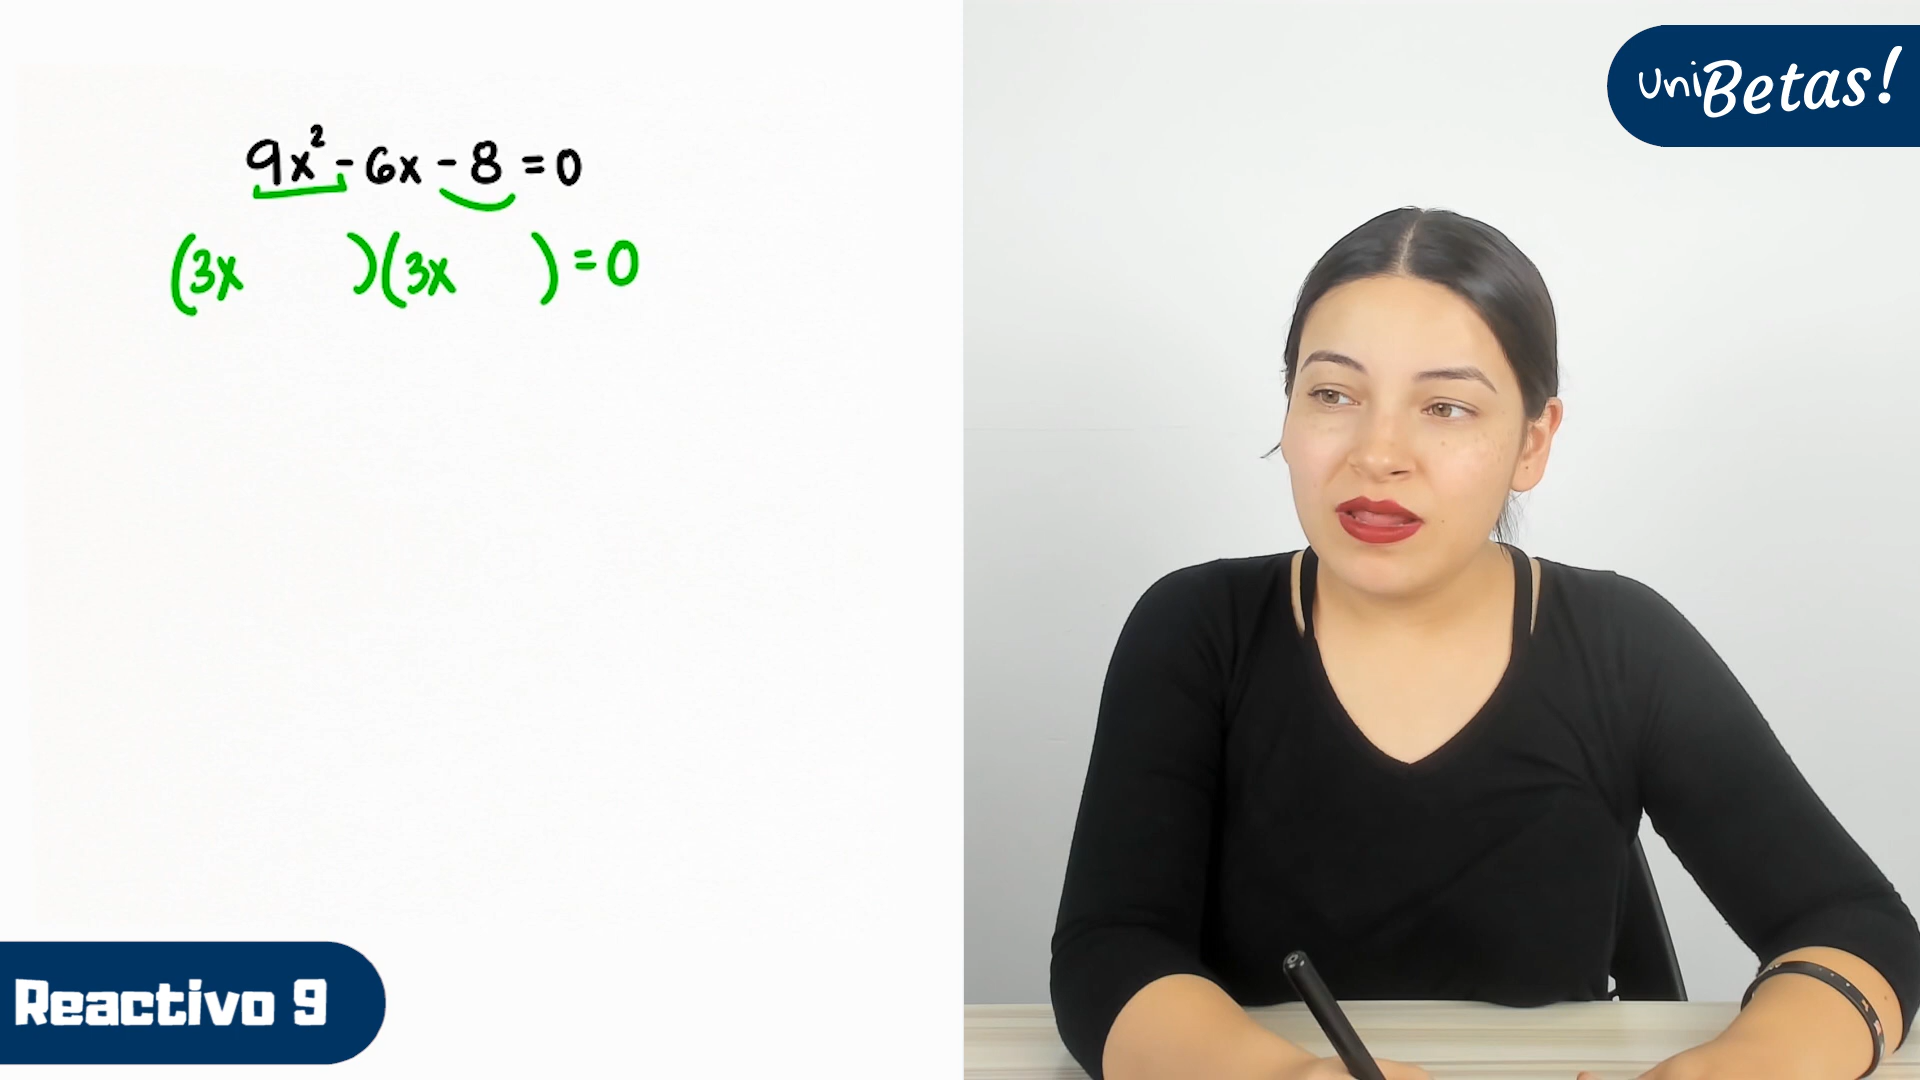 9x² - 6x - 8 = 0
(3x )(3x ) = 0
UniBetas!
Reactivo 9